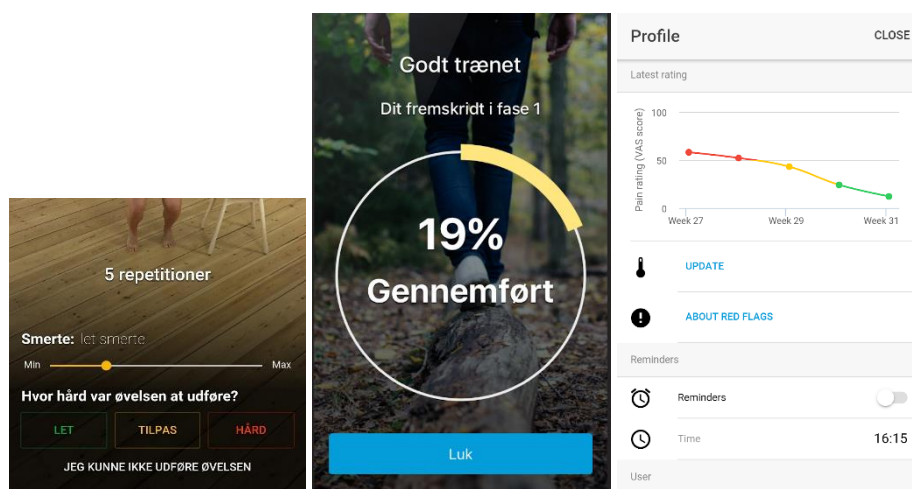 5 repetitioner
Smerte: let smerte
Min
Max
Hvor hård var øvelsen at udføre?
LET
TILPAS
HÅRD
JEG KUNNE IKKE UDFØRE ØVELSEN
Godt trænet
Dit fremskridt i fase 1
19%
Gennemført
Luk
Profile
CLOSE
Latest rating
Pain rating (VAS score)
100
50
0
Week 27
Week 29
Week 31
UPDATE
ABOUT RED FLAGS
Reminders
Reminders
Time
16:15
User